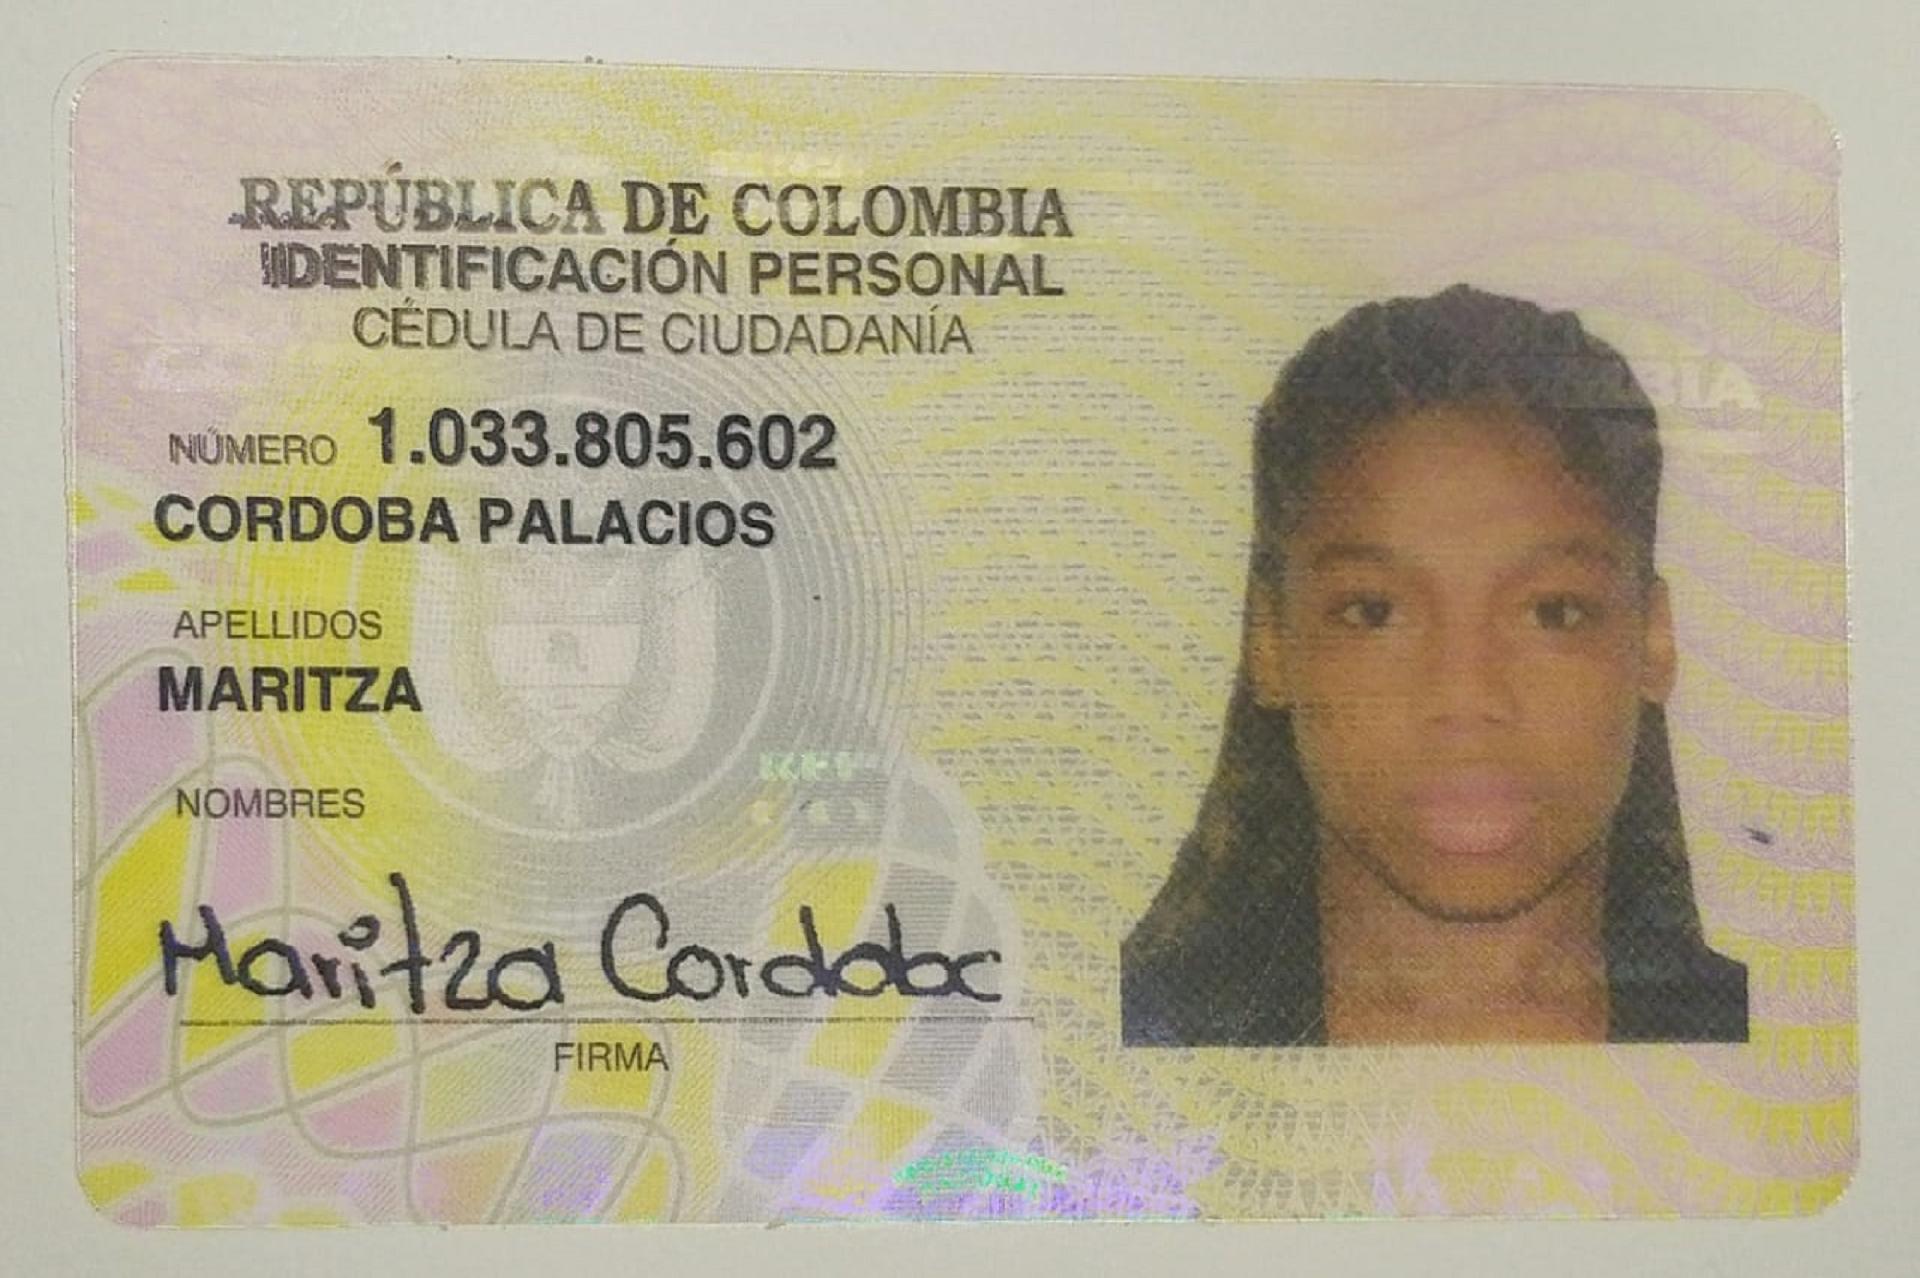 REPÚBLICA DE COLOMBIA
IDENTIFICACIÓN PERSONAL
CÉDULA DE CIUDADANÍA
NÚMERO 1.033.805.602
CORDOBA PALACIOS
APELLIDOS
MARITZA
NOMBRES
Maritza Cordoba
FIRMA